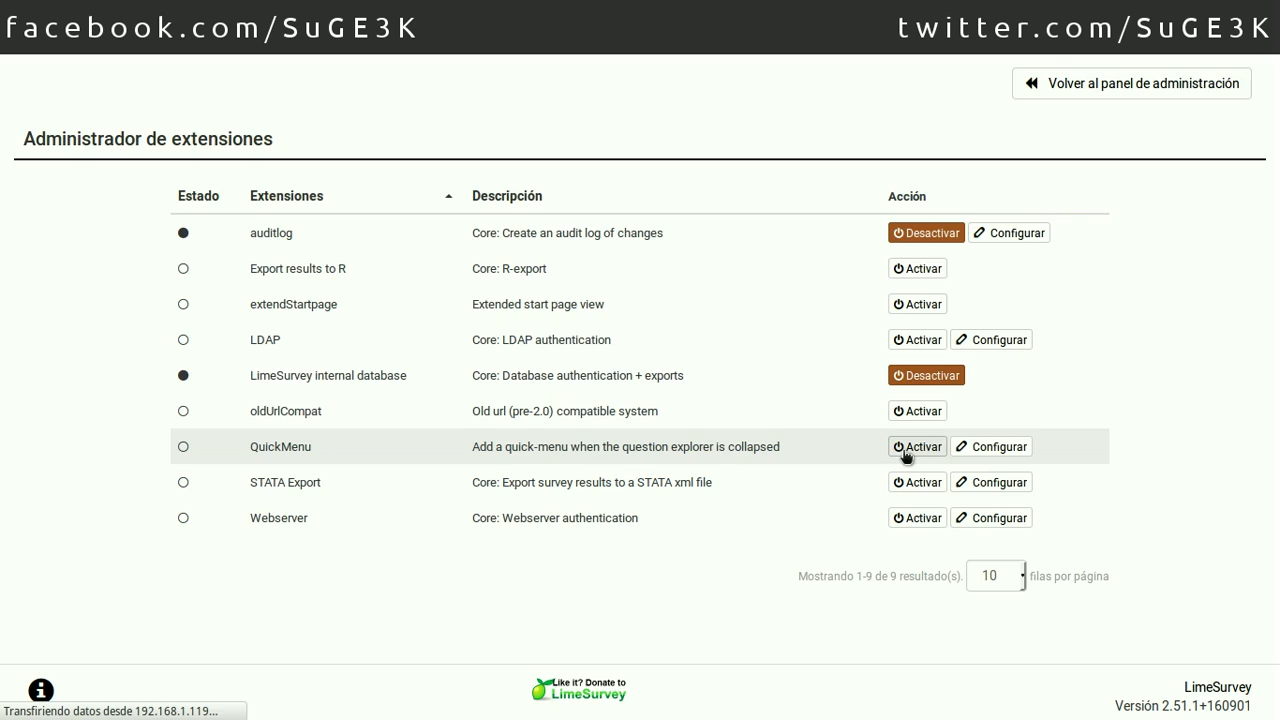 facebook.com/SuGE3K twitter.com/SuGE3K
Volver al panel de administración
Administrador de extensiones
Estado Extensiones Descripción Acción
auditlog Core: Create an audit log of changes Desactivar Configurar
Export results to R Core: R-export Activar
extendStartpage Extended start page view Activar
LDAP Core: LDAP authentication Activar Configurar
LimeSurvey internal database Core: Database authentication + exports Desactivar
oldUrlCompat Old url (pre-2.0) compatible system Activar
QuickMenu Add a quick-menu when the question explorer is collapsed Activar Configurar
STATA Export Core: Export survey results to a STATA xml file Activar Configurar
Webserver Core: Webserver authentication Activar Configurar
Mostrando 1-9 de 9 resultado(s). 10 filas por página
Like it? Donate to
LimeSurvey
LimeSurvey
Versión 2.51.1+160901
Transfiriendo datos desde 192.168.1.119...